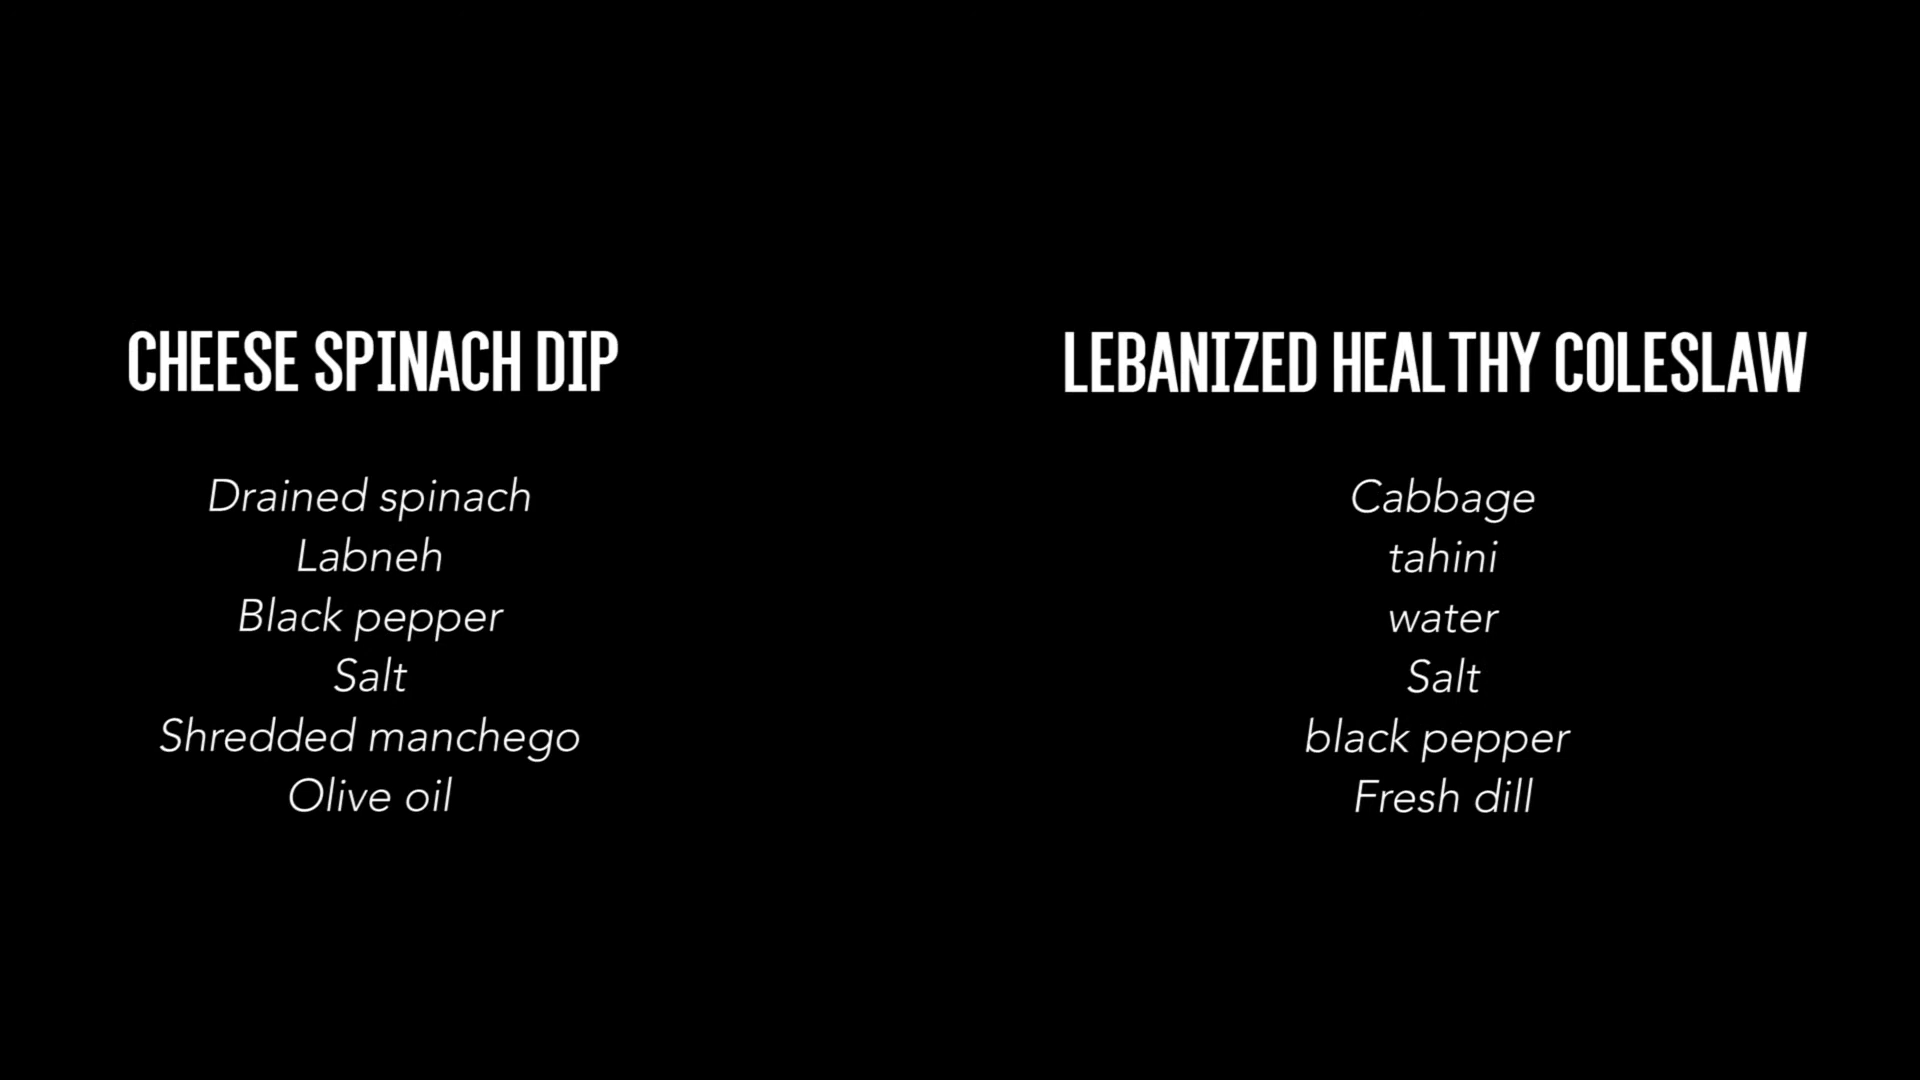 CHEESE SPINACH DIP
Drained spinach
Labneh
Black pepper
Salt
Shredded manchego
Olive oil
LEBANIZED HEALTHY COLESLAW
Cabbage
tahini
water
Salt
black pepper
Fresh dill